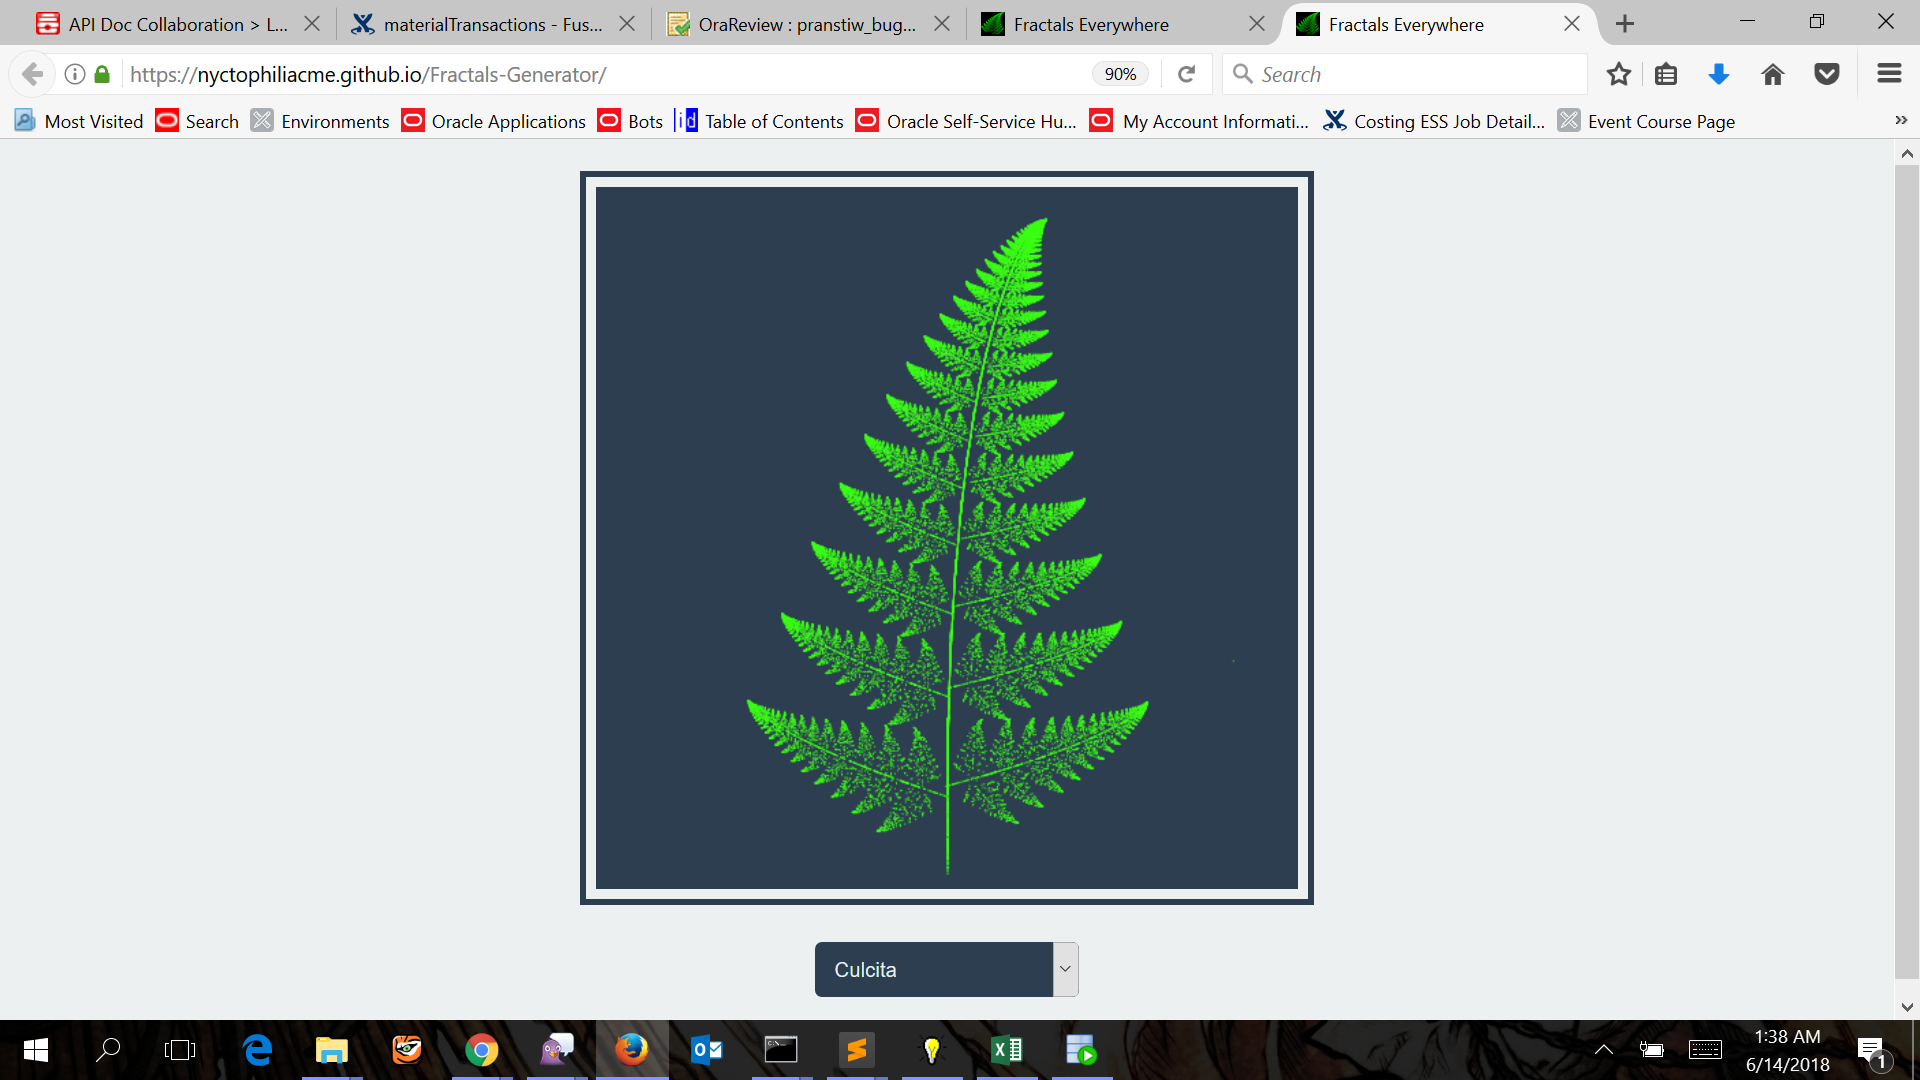 API Doc Collaboration > L...
materialTransactions - Fus...
OraReview : pranstiw_bug...
Fractals Everywhere
Fractals Everywhere
https://nyctophiliacme.github.io/Fractals-Generator/
90%
Search
Most Visited
Search
Environments
Oracle Applications
Bots
id
Table of Contents
Oracle Self-Service Hu...
My Account Informati...
Costing ESS Job Detail...
Event Course Page
Culcita
1:38 AM
6/14/2018
1